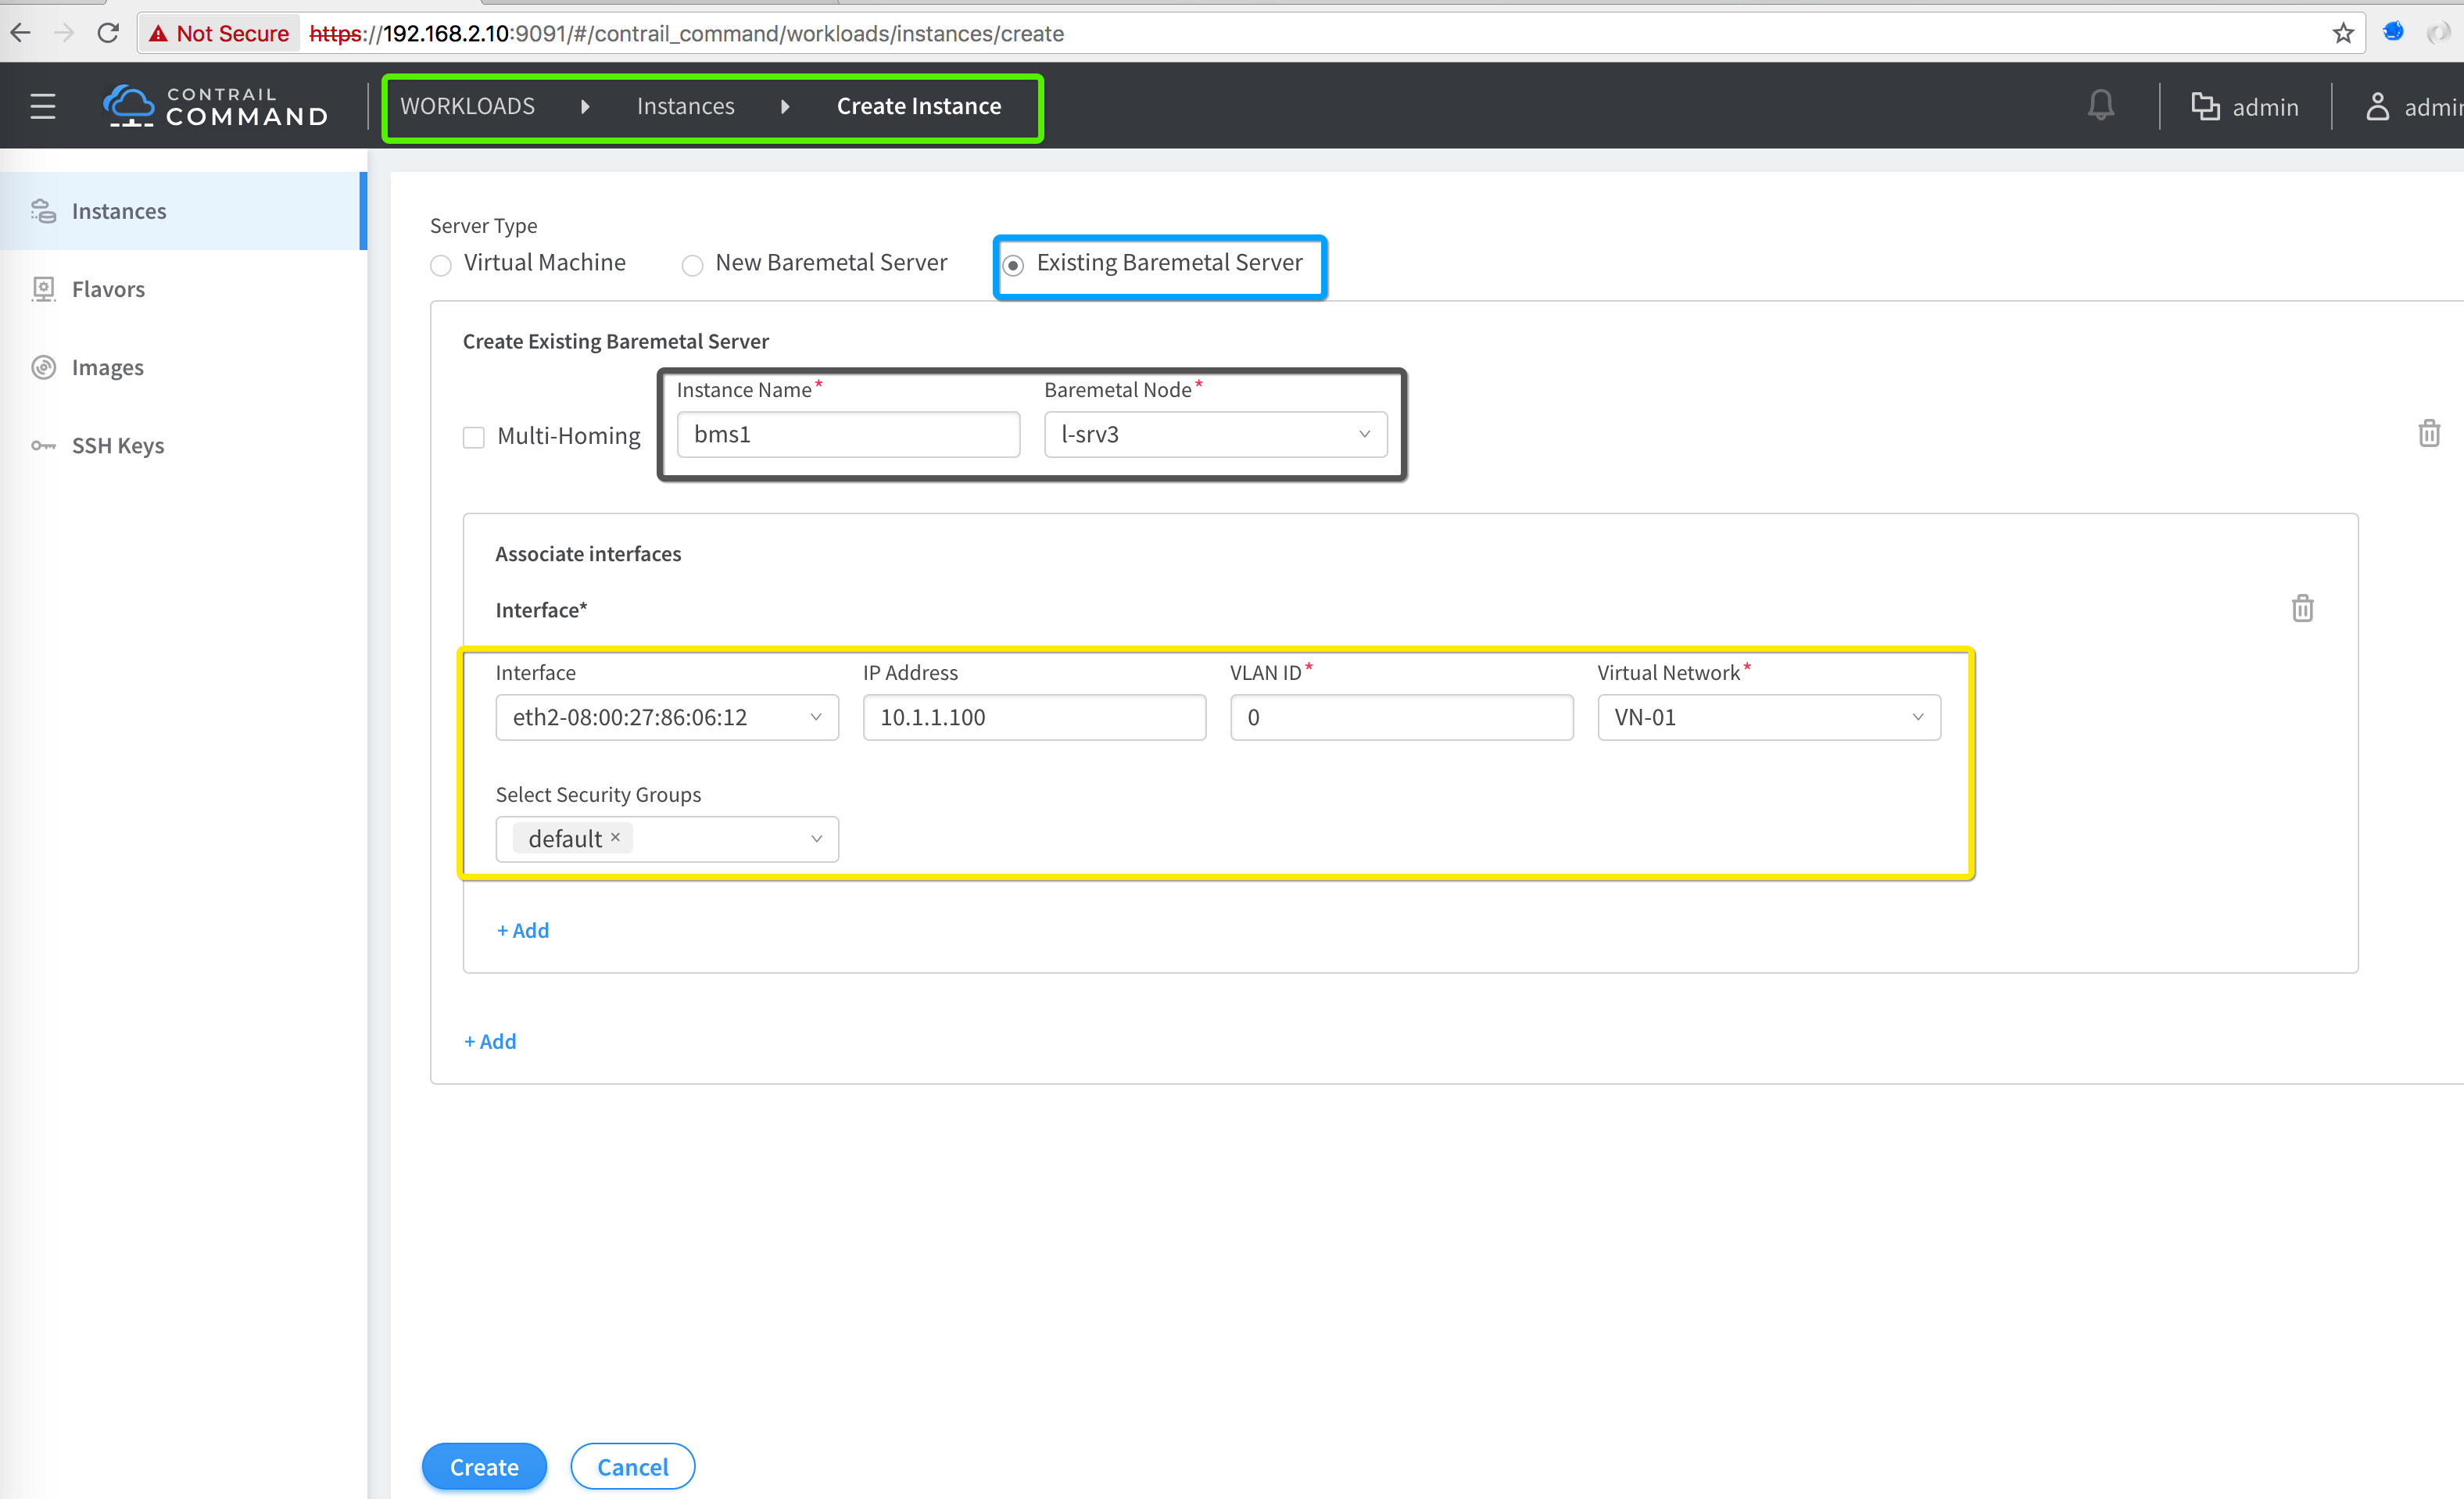 Not Secure https://192.168.2.10:9091/#/contrail_command/workloads/instances/create
CONTRAIL
COMMAND
WORKLOADS Instances Create Instance
admin
Instances
Flavors
Images
SSH Keys
Server Type
Virtual Machine New Baremetal Server Existing Baremetal Server
Create Existing Baremetal Server
Instance Name* Baremetal Node*
Multi-Homing bms1 l-srv3
Associate interfaces
Interface*
Interface IP Address VLAN ID* Virtual Network*
eth2-08:00:27:86:06:12 10.1.1.100 0 VN-01
Select Security Groups
default ×
+ Add
+ Add
Create Cancel